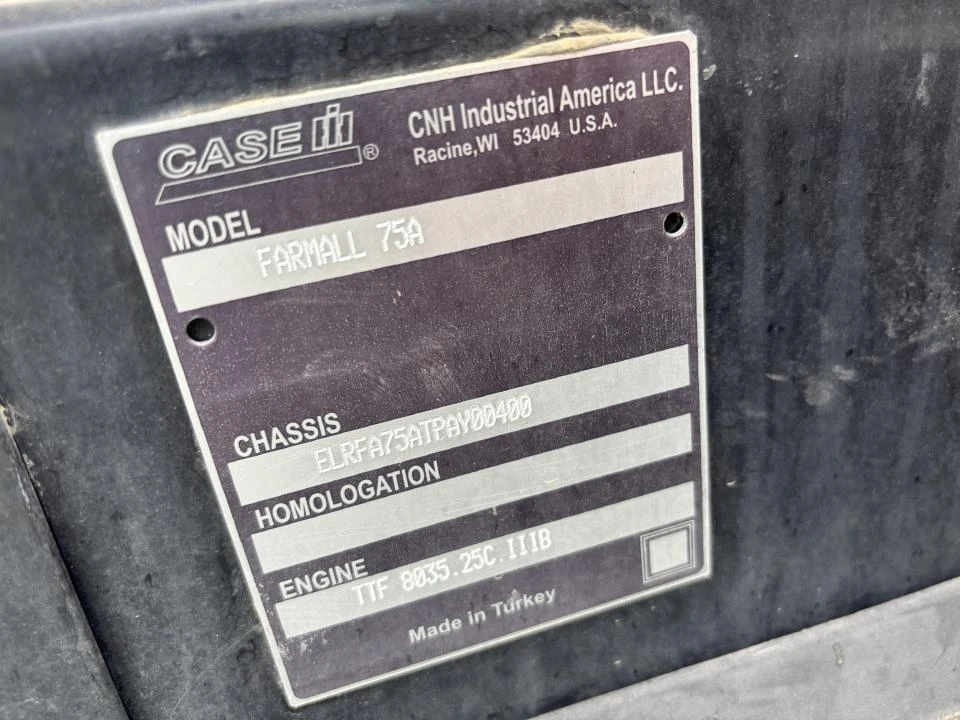 CASE IH ®
CNH Industrial America LLC.
Racine,WI 53404 U.S.A.
MODEL
FARMALL 75A
CHASSIS
ELRFA75ATPAY00400
HOMOLOGATION
ENGINE
TTF 8035.25C.IIIB
Made in Turkey